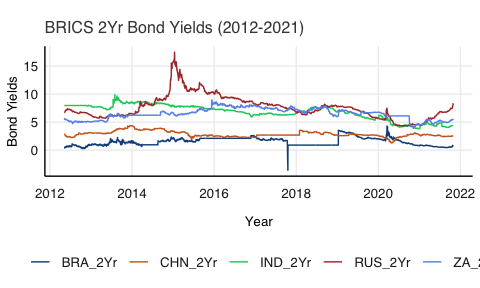 BRICS 2Yr Bond Yields (2012-2021)
Bond Yields
15
10
5
0
2012 2014 2016 2018 2020 2022
Year
BRA_2Yr CHN_2Yr IND_2Yr RUS_2Yr ZA_2